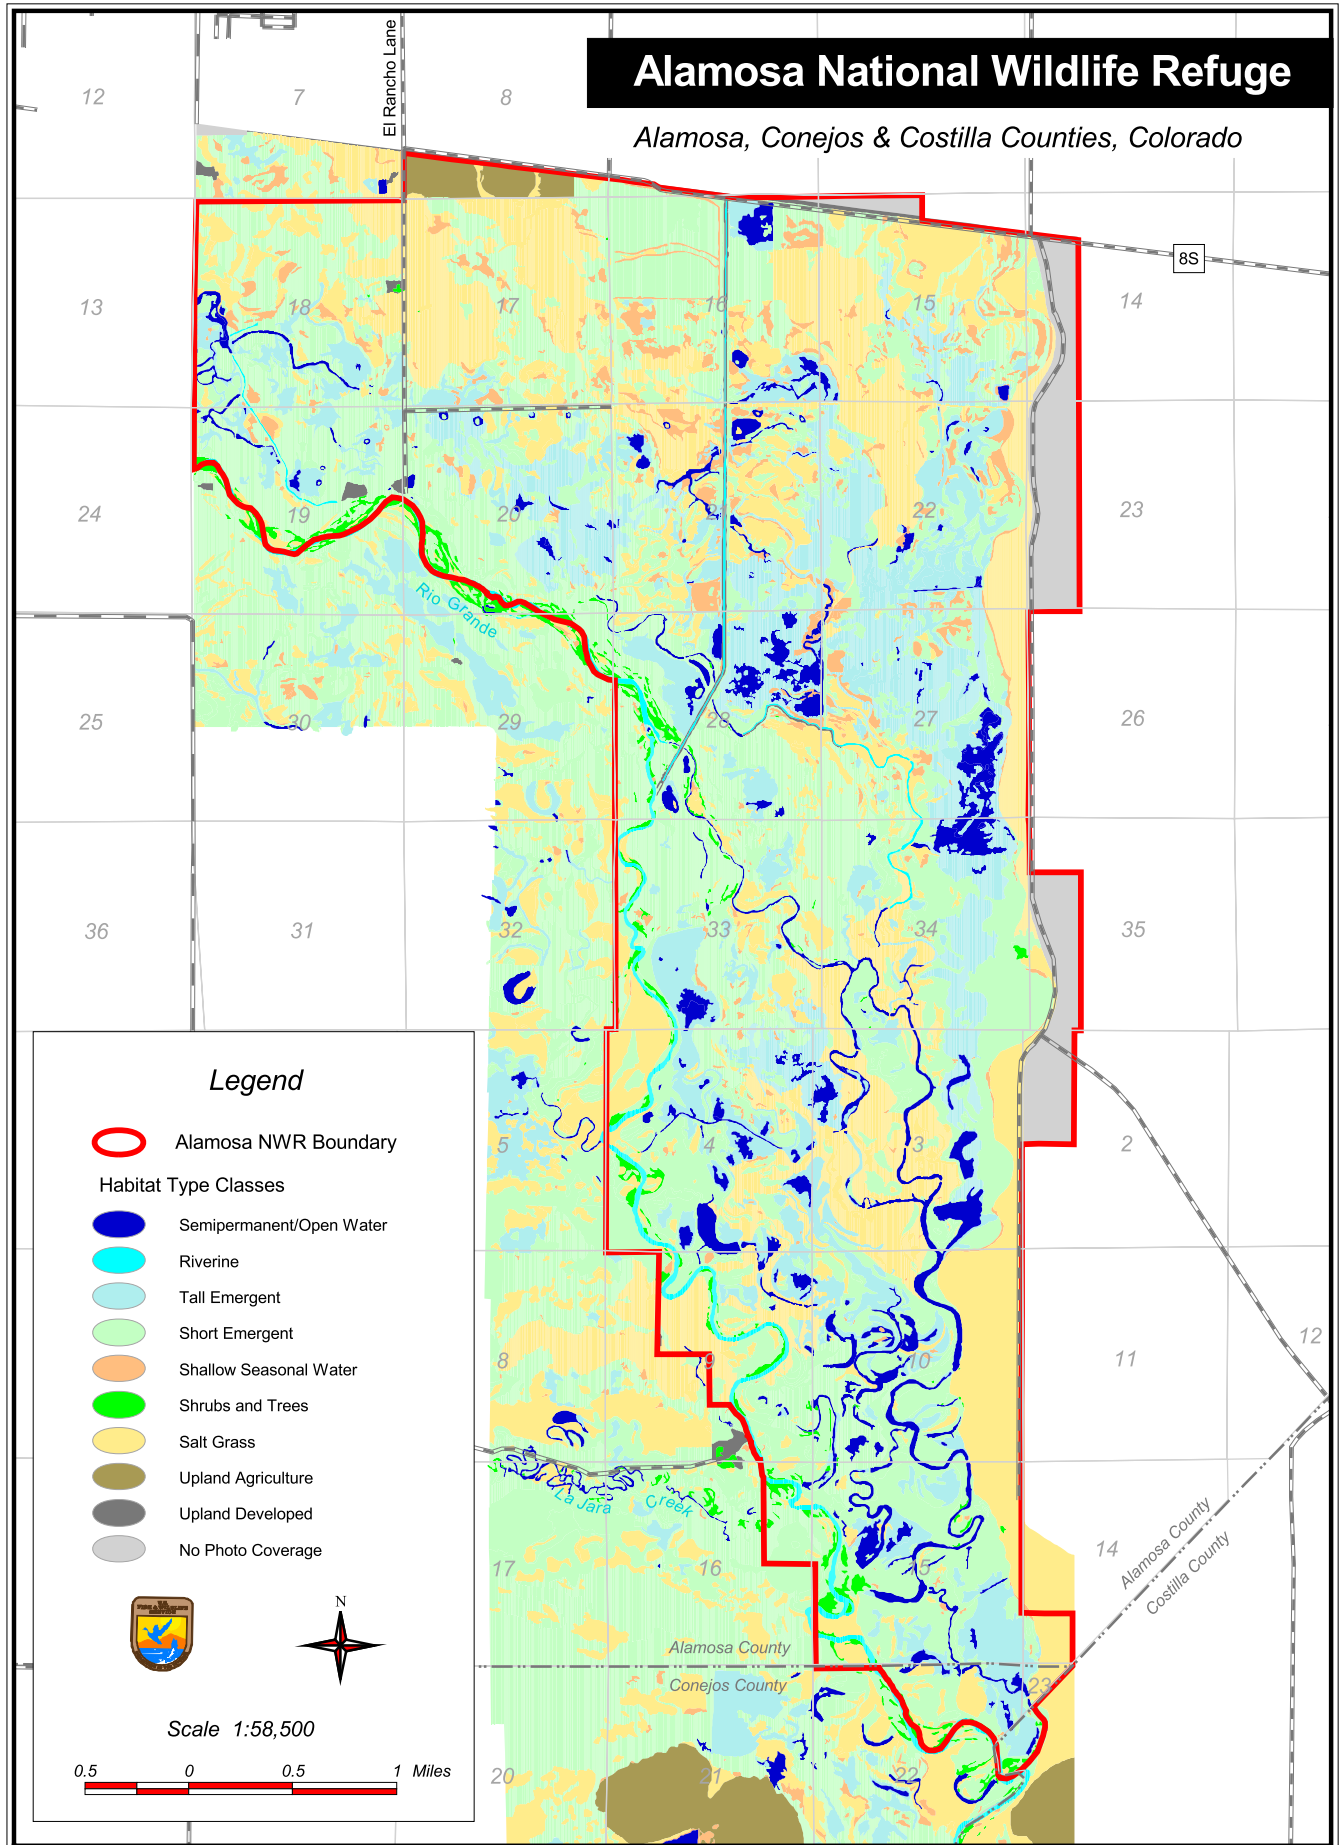 Alamosa National Wildlife Refuge
Alamosa, Conejos & Costilla Counties, Colorado
El Rancho Lane
12
7
8
8S
13
18
17
16
15
14
24
19
20
21
22
23
Rio Grande
25
30
29
28
27
26
36
31
32
33
34
35
5
4
3
2
8
9
10
11
12
La Jara Creek
17
16
15
14
Alamosa County
Costilla County
Alamosa County
Conejos County
23
20
21
22
Legend
Alamosa NWR Boundary
Habitat Type Classes
Semipermanent/Open Water
Riverine
Tall Emergent
Short Emergent
Shallow Seasonal Water
Shrubs and Trees
Salt Grass
Upland Agriculture
Upland Developed
No Photo Coverage
U.S.
FISH & WILDLIFE
SERVICE
N
Scale 1:58,500
0.5 0 0.5 1 Miles